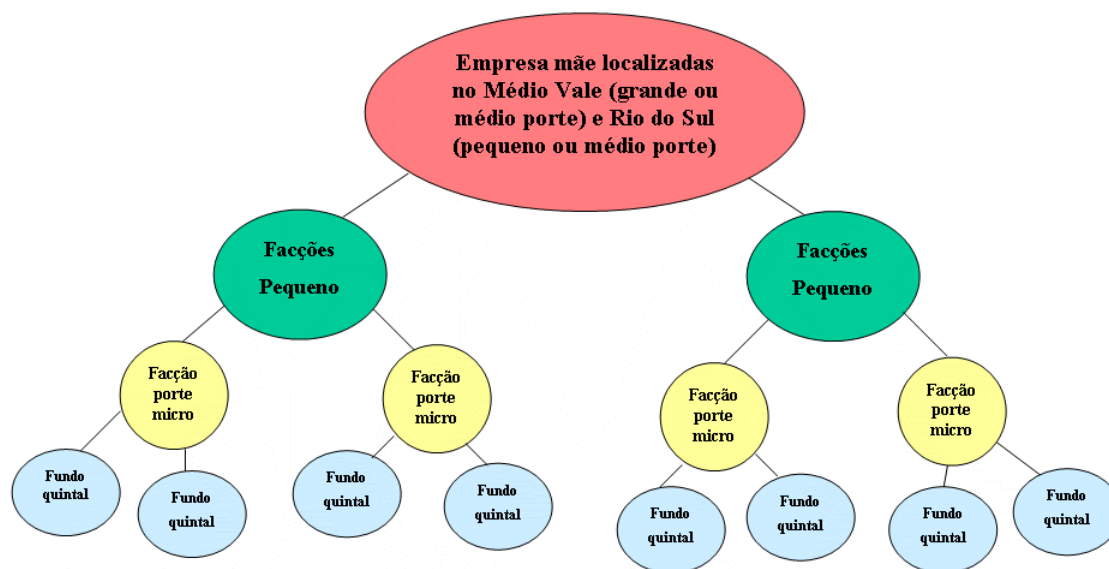 Empresa mãe localizadas
no Médio Vale (grande ou
médio porte) e Rio do Sul
(pequeno ou médio porte)
Facções
Pequeno
Facções
Pequeno
Facção
porte
micro
Facção
porte
micro
Facção
porte
micro
Facção
porte
micro
Fundo
quintal
Fundo
quintal
Fundo
quintal
Fundo
quintal
Fundo
quintal
Fundo
quintal
Fundo
quintal
Fundo
quintal